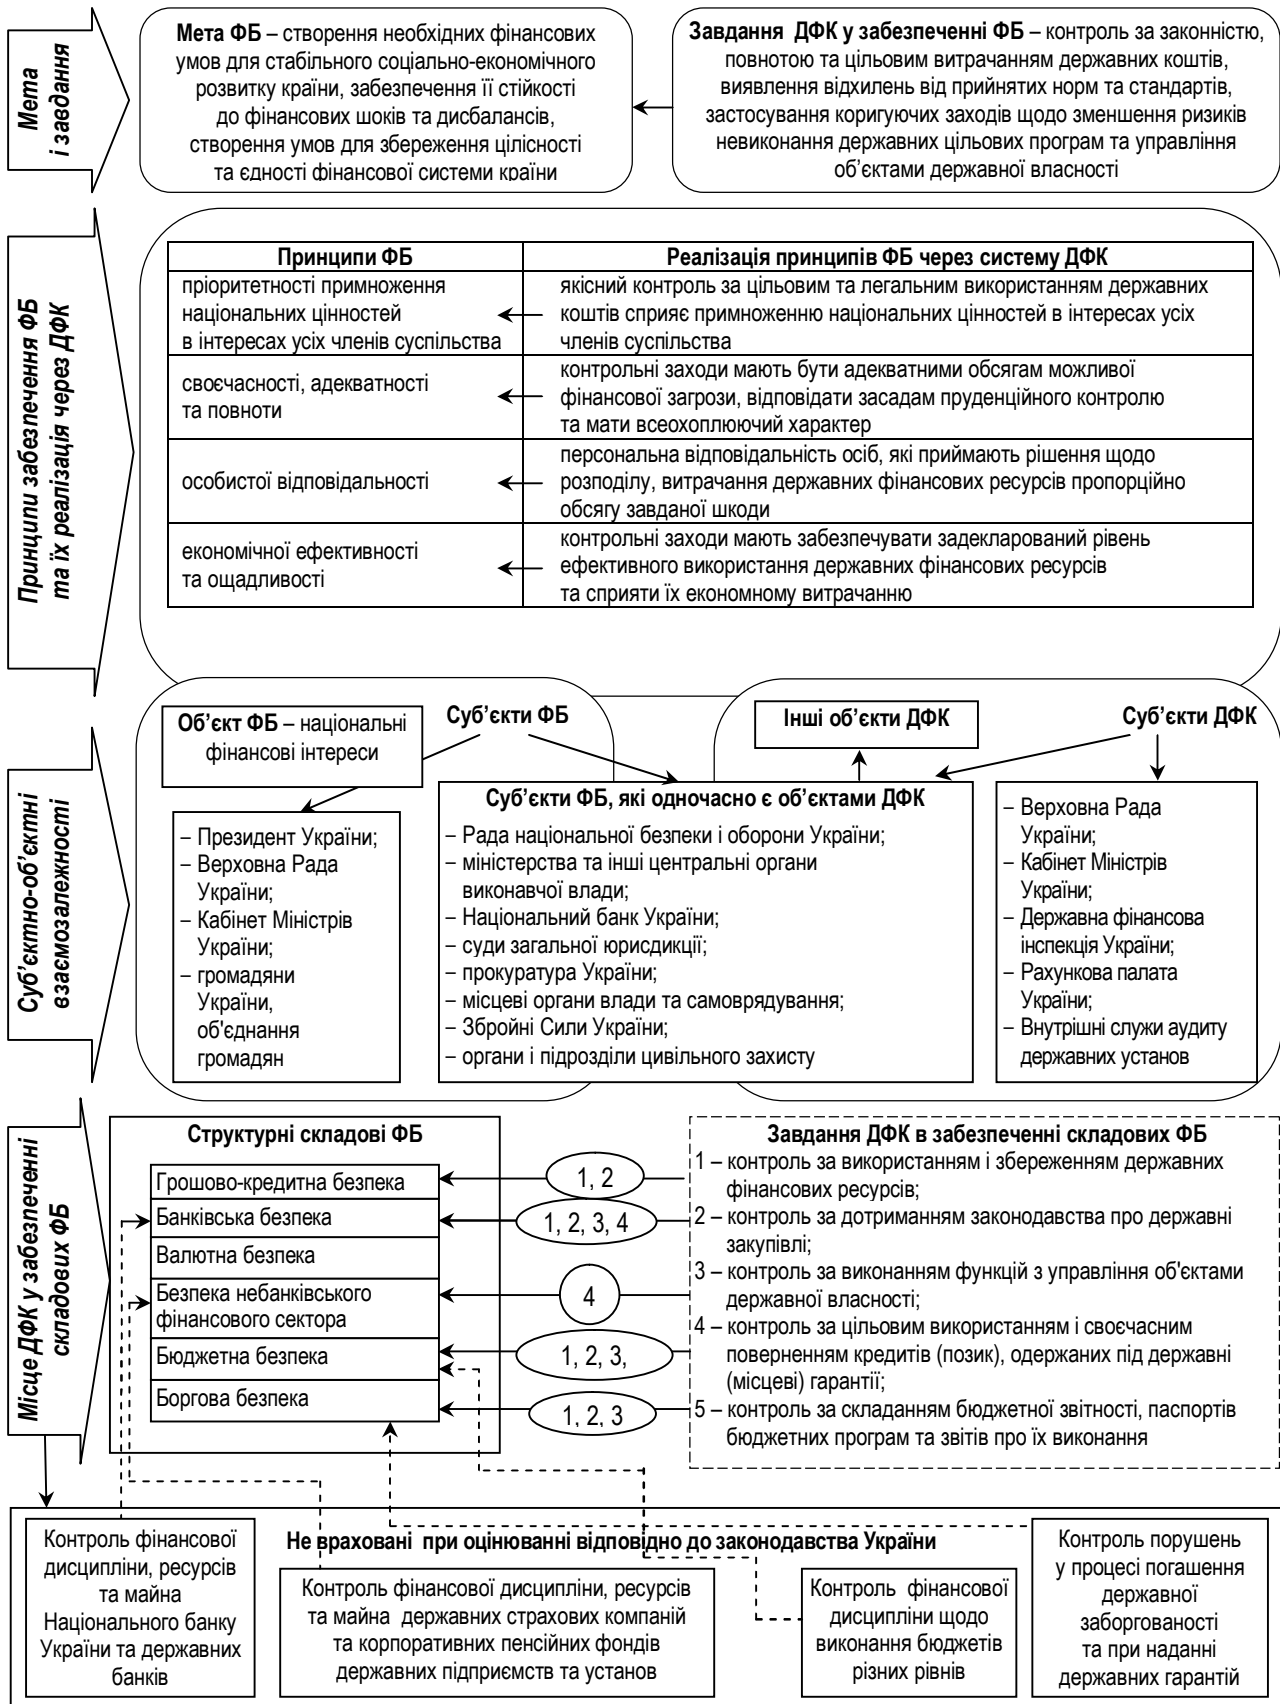 Мета
і завдання
Мета ФБ – створення необхідних фінансових
умов для стабільного соціально-економічного
розвитку країни, забезпечення її стійкості
до фінансових шоків та дисбалансів,
створення умов для збереження цілісності
та єдності фінансової системи країни
Завдання ДФК у забезпеченні ФБ – контроль за законністю,
повнотою та цільовим витрачанням державних коштів,
виявлення відхилень від прийнятих норм та стандартів,
застосування коригуючих заходів щодо зменшення ризиків
невиконання державних цільових програм та управління
об’єктами державної власності
Принципи забезпечення ФБ
та їх реалізація через ДФК
Принципи ФБ
Реалізація принципів ФБ через систему ДФК
пріоритетності примноження
національних цінностей
в інтересах усіх членів суспільства
якісний контроль за цільовим та легальним використанням державних
коштів сприяє примноженню національних цінностей в інтересах усіх
членів суспільства
своєчасності, адекватності
та повноти
контрольні заходи мають бути адекватними обсягам можливої
фінансової загрози, відповідати засадам пруденційного контролю
та мати всеохоплюючий характер
особистої відповідальності
персональна відповідальність осіб, які приймають рішення щодо
розподілу, витрачання державних фінансових ресурсів пропорційно
обсягу завданої шкоди
економічної ефективності
та ощадливості
контрольні заходи мають забезпечувати задекларований рівень
ефективного використання державних фінансових ресурсів
та сприяти їх економному витрачанню
Суб’єктно-об’єктні
взаємозалежності
Об’єкт ФБ – національні
фінансові інтереси
Суб’єкти ФБ
Інші об’єкти ДФК
Суб’єкти ДФК
– Президент України;
– Верховна Рада
України;
– Кабінет Міністрів
України;
– громадяни
України,
об'єднання
громадян
Суб’єкти ФБ, які одночасно є об’єктами ДФК
– Рада національної безпеки і оборони України;
– міністерства та інші центральні органи
виконавчої влади;
– Національний банк України;
– суди загальної юрисдикції;
– прокуратура України;
– місцеві органи влади та самоврядування;
– Збройні Сили України;
– органи і підрозділи цивільного захисту
– Верховна Рада
України;
– Кабінет Міністрів
України;
– Державна фінансова
інспекція України;
– Рахункова палата
України;
– Внутрішні служи аудиту
державних установ
Місце ДФК у забезпеченні
складових ФБ
Структурні складові ФБ
Грошово-кредитна безпека
Банківська безпека
Валютна безпека
Безпека небанківського
фінансового сектора
Бюджетна безпека
Боргова безпека
1, 2
1, 2, 3, 4
4
1, 2, 3,
1, 2, 3
Завдання ДФК в забезпеченні складових ФБ
1 – контроль за використанням і збереженням державних
фінансових ресурсів;
2 – контроль за дотриманням законодавства про державні
закупівлі;
3 – контроль за виконанням функцій з управління об'єктами
державної власності;
4 – контроль за цільовим використанням і своєчасним
поверненням кредитів (позик), одержаних під державні
(місцеві) гарантії;
5 – контроль за складанням бюджетної звітності, паспортів
бюджетних програм та звітів про їх виконання
Не враховані при оцінюванні відповідно до законодавства України
Контроль фінансової
дисципліни, ресурсів
та майна
Національного банку
України та державних
банків
Контроль фінансової дисципліни, ресурсів
та майна державних страхових компаній
та корпоративних пенсійних фондів
державних підприємств та установ
Контроль фінансової
дисципліни щодо
виконання бюджетів
різних рівнів
Контроль порушень
у процесі погашення
державної
заборгованості
та при наданні
державних гарантій